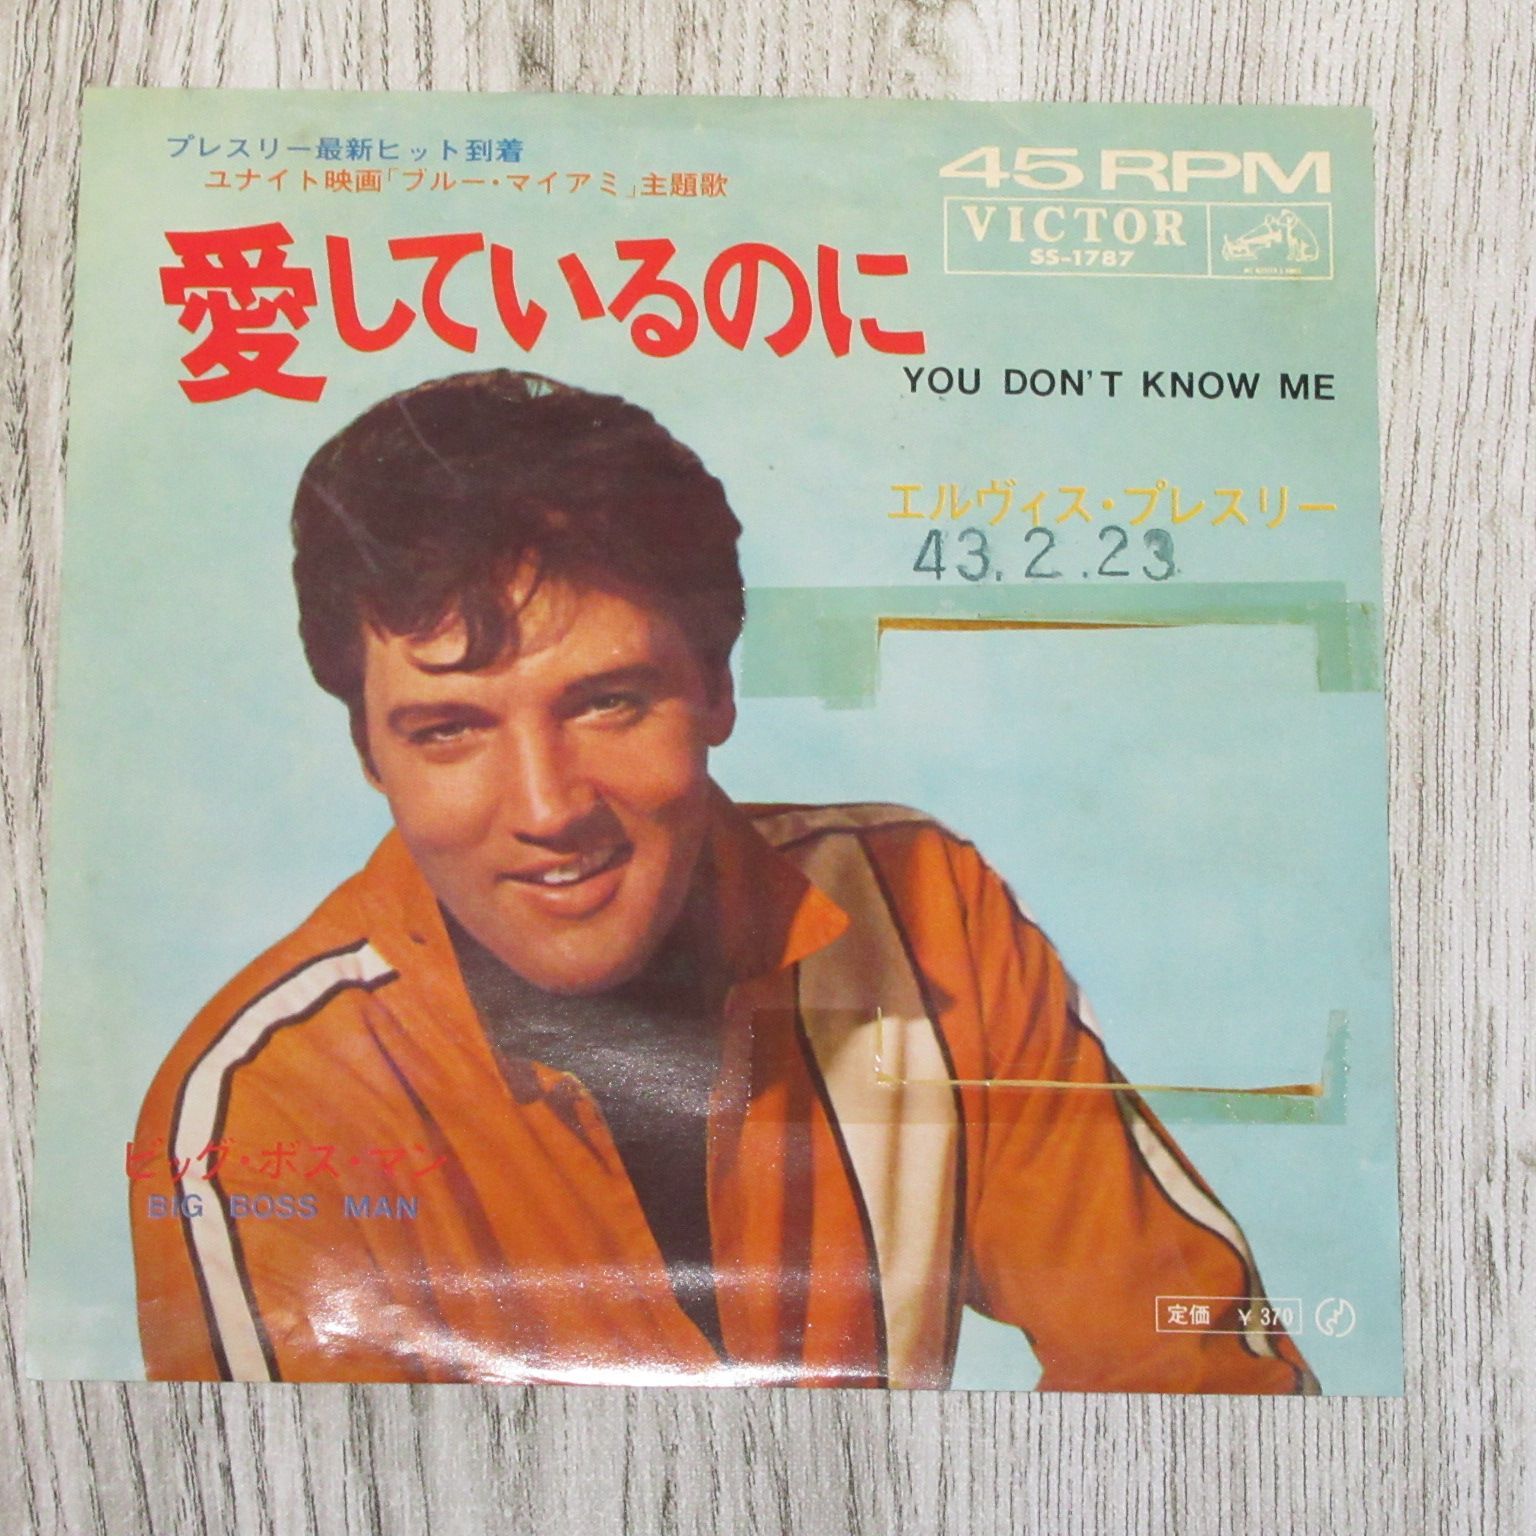 プレスリー最新ヒット到着
ユナイト映画「ブルー・マイアミ」主題歌
45 RPM
VICTOR
SS-1787
愛しているのに
YOU DON'T KNOW ME
エルヴィス・プレスリー
43.2.23
ビッグ・ボス・マン
BIG BOSS MAN
定価 ¥370